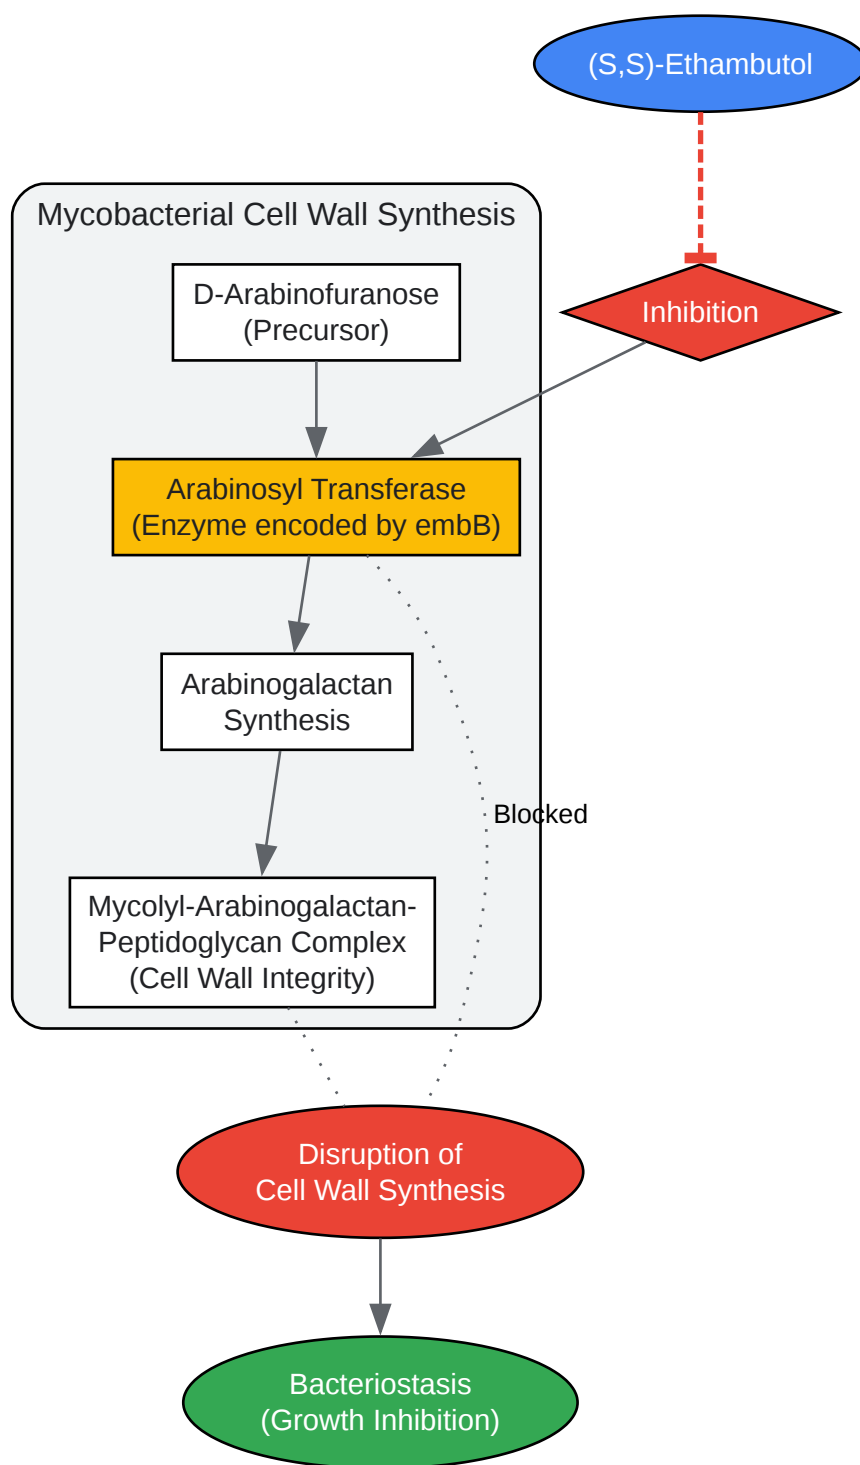 (S,S)-Ethambutol
Mycobacterial Cell Wall Synthesis
D-Arabinofuranose
(Precursor)
Inhibition
Arabinosyl Transferase
(Enzyme encoded by embB)
Arabinogalactan
Synthesis
Blocked
Mycolyl-Arabinogalactan-
Peptidoglycan Complex
(Cell Wall Integrity)
Disruption of
Cell Wall Synthesis
Bacteriostasis
(Growth Inhibition)